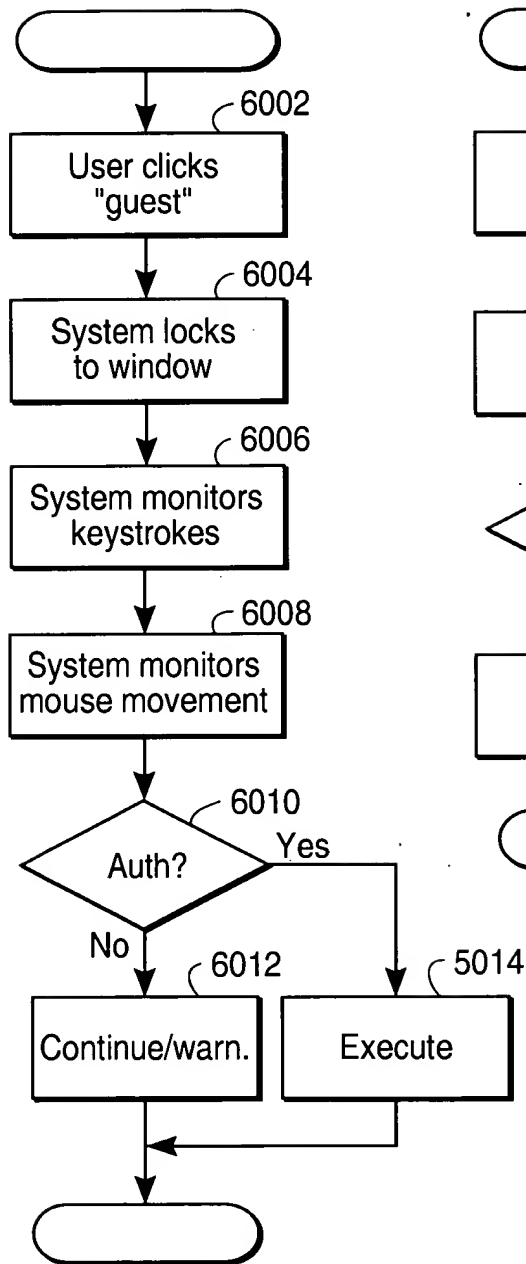 6002
User clicks
"guest"
6004
System locks
to window
6006
System monitors
keystrokes
6008
System monitors
mouse movement
6010
Auth?
Yes
No
6012
5014
Continue/warn.
Execute